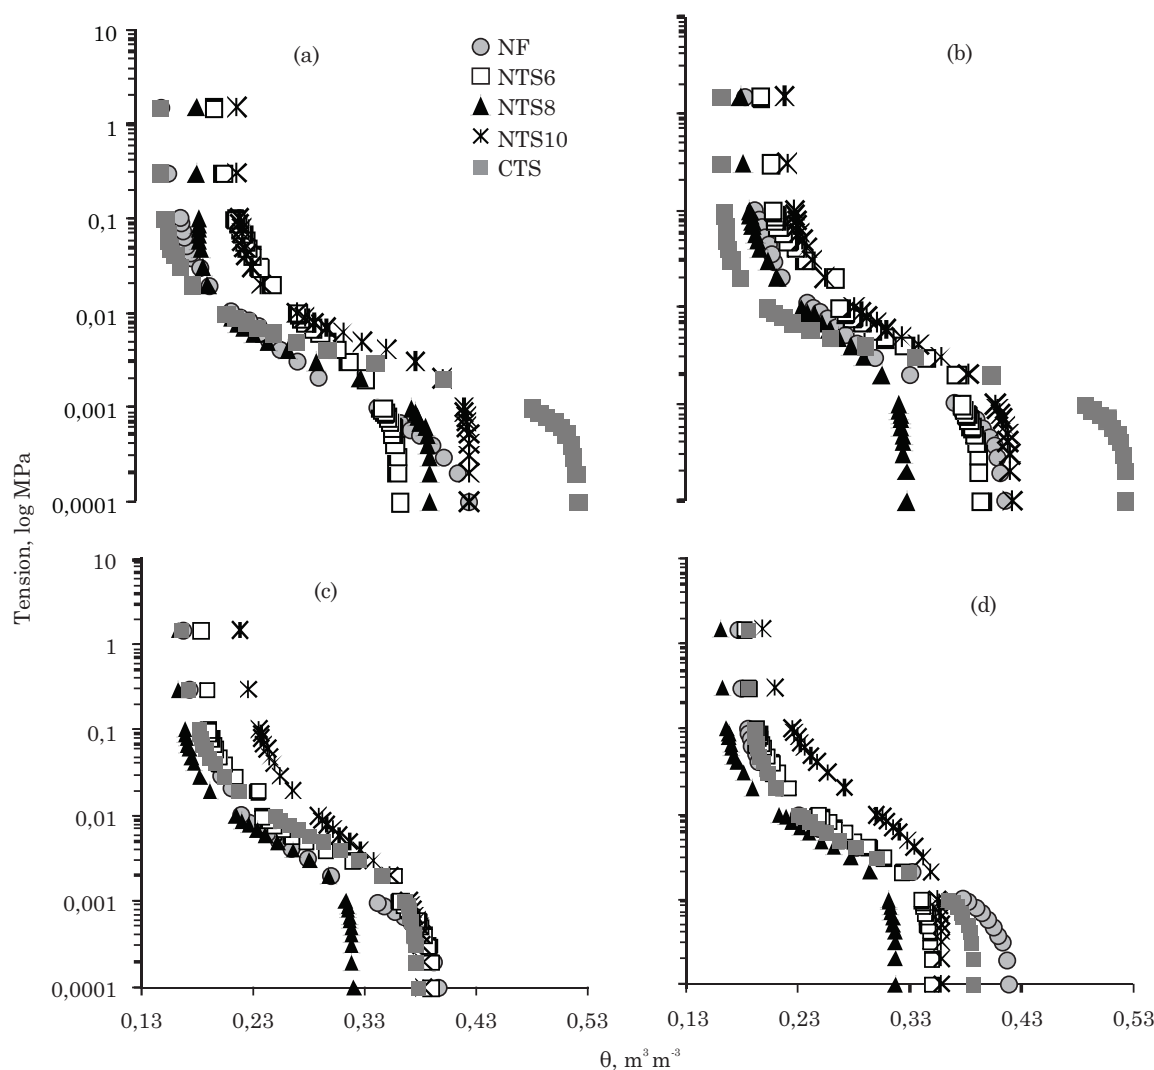 10
(a)
NF
(b)
NTS6
NTS8
1
NTS10
CTS
0,1
0,01
0,001
0,0001
Tension, log MPa
10
(c)
(d)
1
0,1
0,01
0,001
0,0001
0,13 0,23 0,33 0,43 0,53 0,13 0,23 0,33 0,43 0,53
θ, m³ m⁻³